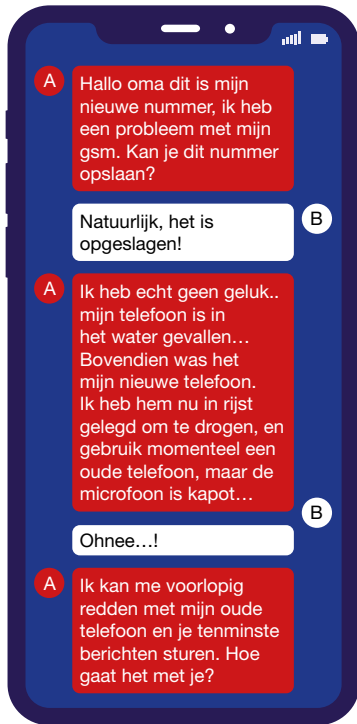 A
Hallo oma dit is mijn
nieuwe nummer, ik heb
een probleem met mijn
gsm. Kan je dit nummer
opslaan?
Natuurlijk, het is
opgeslagen!
B
A
Ik heb echt geen geluk..
mijn telefoon is in
het water gevallen…
Bovendien was het
mijn nieuwe telefoon.
Ik heb hem nu in rijst
gelegd om te drogen, en
gebruik momenteel een
oude telefoon, maar de
microfoon is kapot…
B
Ohnee…!
A
Ik kan me voorlopig
redden met mijn oude
telefoon en je tenminste
berichten sturen. Hoe
gaat het met je?